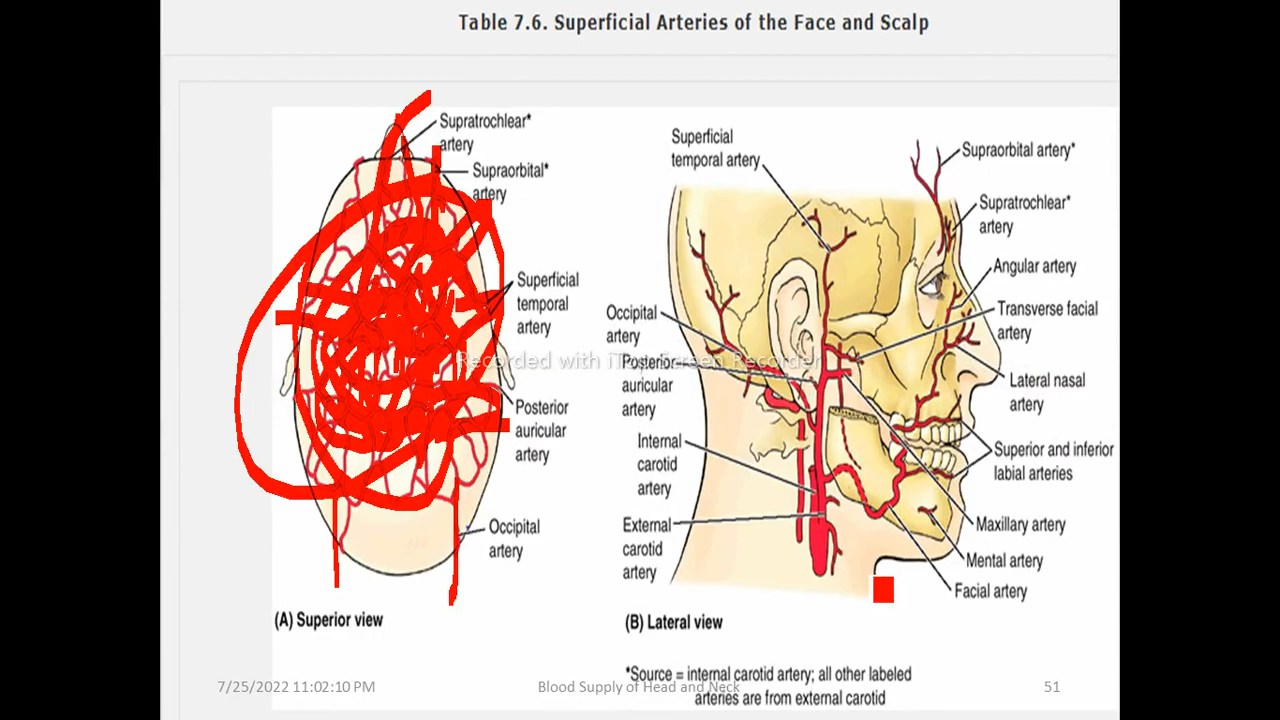 Table 7.6. Superficial Arteries of the Face and Scalp
Supratrochlear*
artery
Supraorbital*
artery
Superficial
temporal
artery
Posterior
auricular
artery
Occipital
artery
(A) Superior view
Superficial
temporal artery
Supraorbital artery*
Supratrochlear*
artery
Angular artery
Transverse facial
artery
Occipital
artery
Recorded with iTop Screen Recorder
Posterior
auricular
artery
Lateral nasal
artery
Internal
carotid
artery
Superior and inferior
labial arteries
External
carotid
artery
Maxillary artery
Mental artery
Facial artery
(B) Lateral view
*Source = internal carotid artery; all other labeled
arteries are from external carotid
7/25/2022 11:02:10 PM
Blood Supply of Head and Neck
51